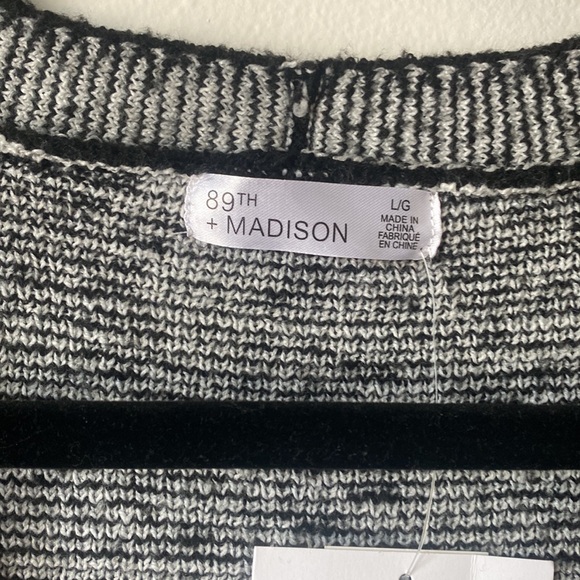 89TH
+ MADISON
L/G
MADE IN
CHINA
FABRIQUÉ
EN CHINE